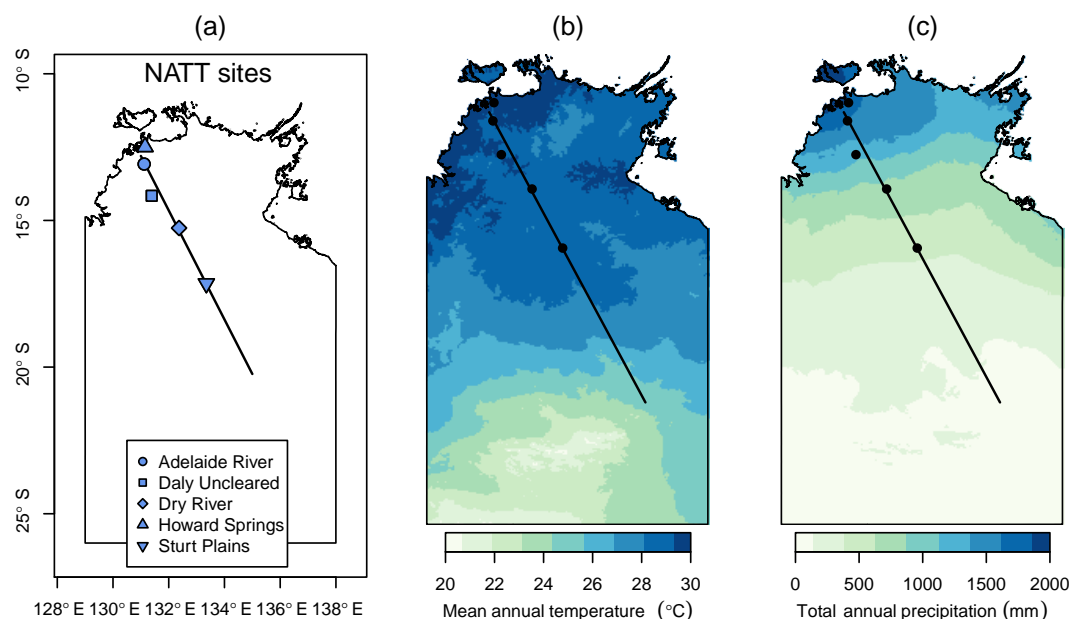 (a)
(b)
(c)
NATT sites
10° S
15° S
20° S
25° S
Adelaide River
Daly Uncleared
Dry River
Howard Springs
Sturt Plains
128° E 130° E 132° E 134° E 136° E 138° E
20 22 24 26 28 30
Mean annual temperature (°C)
0 500 1000 1500 2000
Total annual precipitation (mm)